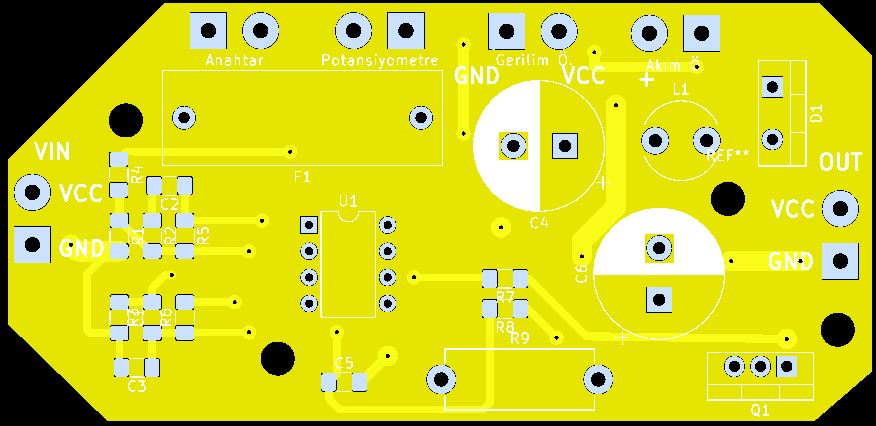 Anahtar
Potansiyometre
Gerilim Ö.
Akım Ö.
GND
VCC
+
L1
D1
REF**
VIN
VCC
GND
R4
C2
F1
U1
C4
OUT
VCC
GND
R1
R2
R5
C6
R6
R7
R8
R9
C3
C5
Q1